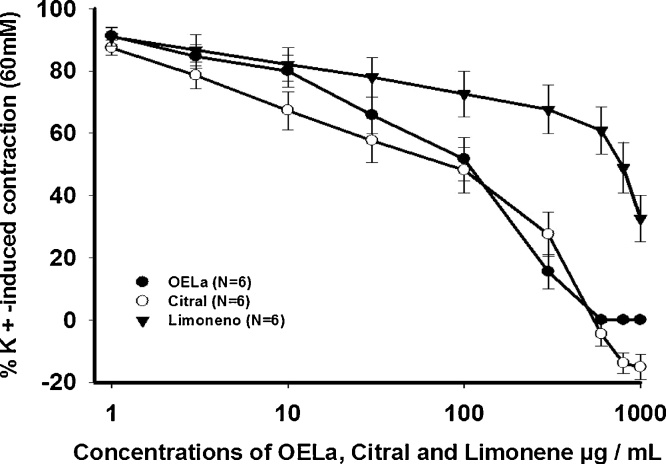 % K + -induced contraction (60mM)
100
80
60
40
20
0
-20
OELa (N=6)
Citral (N=6)
Limoneno (N=6)
1
10
100
1000
Concentrations of OELa, Citral and Limonene µg / mL